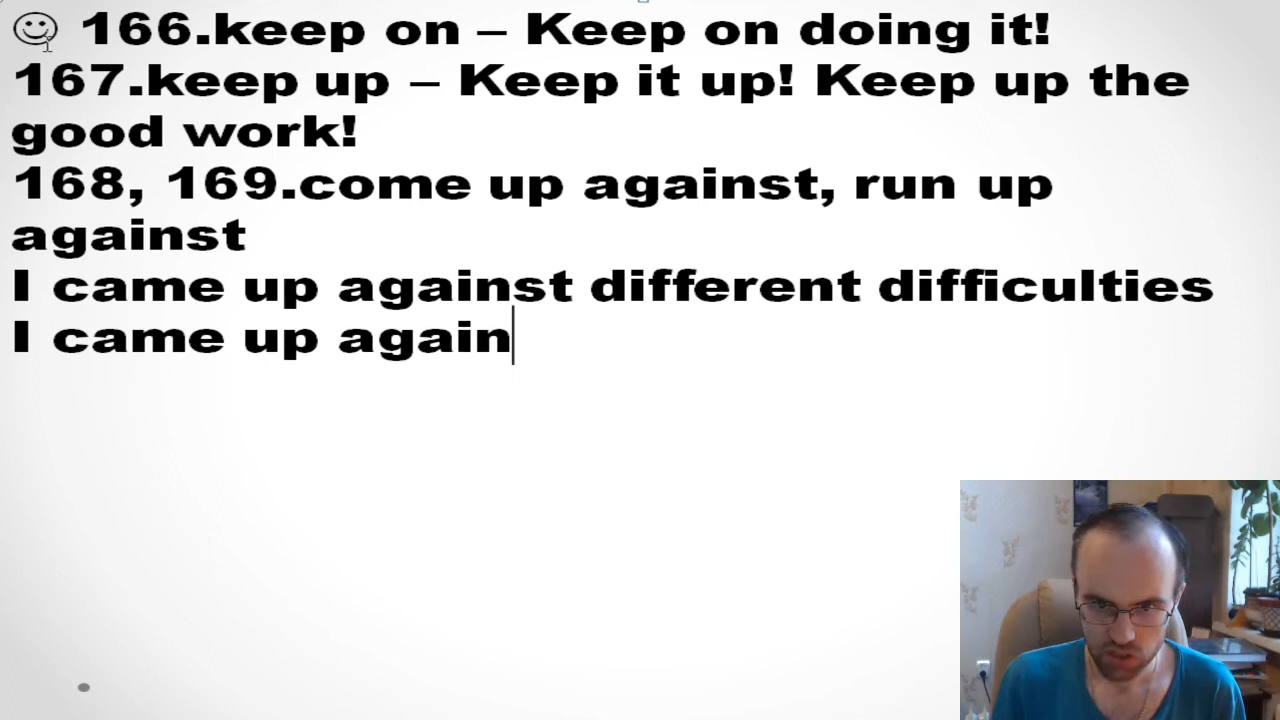 ☺ 166.keep on – Keep on doing it!
167.keep up – Keep it up! Keep up the
good work!
168, 169.come up against, run up
against
I came up against different difficulties
I came up again